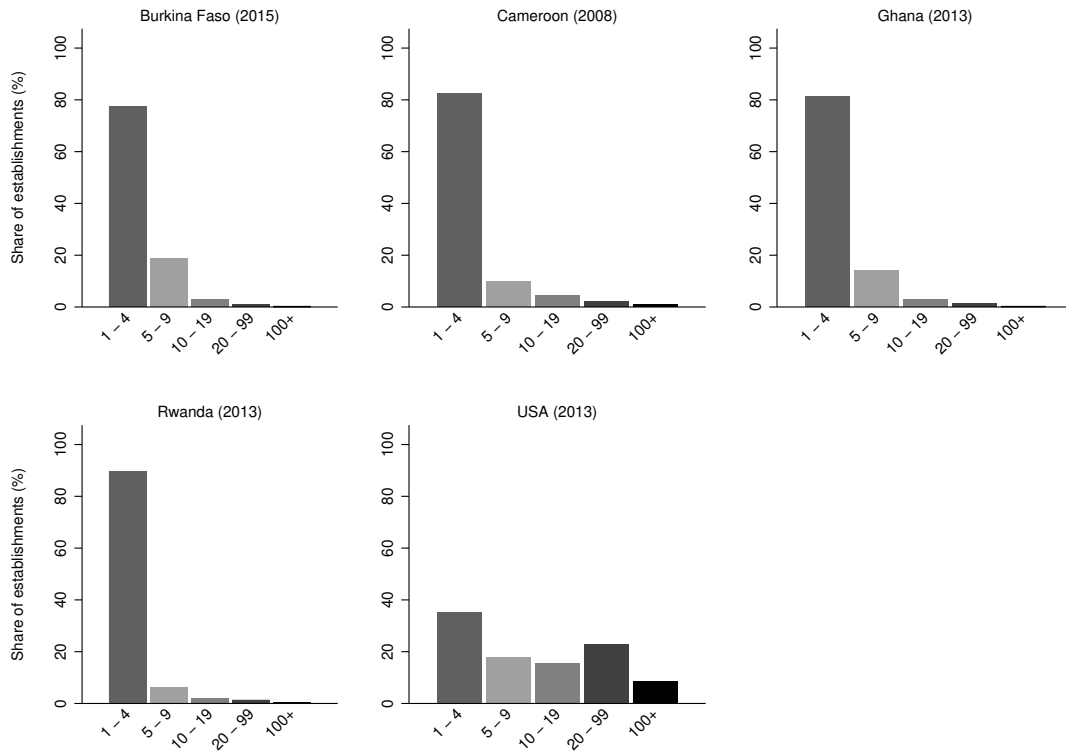 Burkina Faso (2015)
Share of establishments (%)
0 20 40 60 80 100
1 − 4 5 − 9 10 − 19 20 − 99 100+
Cameroon (2008)
0 20 40 60 80 100
1 − 4 5 − 9 10 − 19 20 − 99 100+
Ghana (2013)
0 20 40 60 80 100
1 − 4 5 − 9 10 − 19 20 − 99 100+
Rwanda (2013)
Share of establishments (%)
0 20 40 60 80 100
1 − 4 5 − 9 10 − 19 20 − 99 100+
USA (2013)
0 20 40 60 80 100
1 − 4 5 − 9 10 − 19 20 − 99 100+